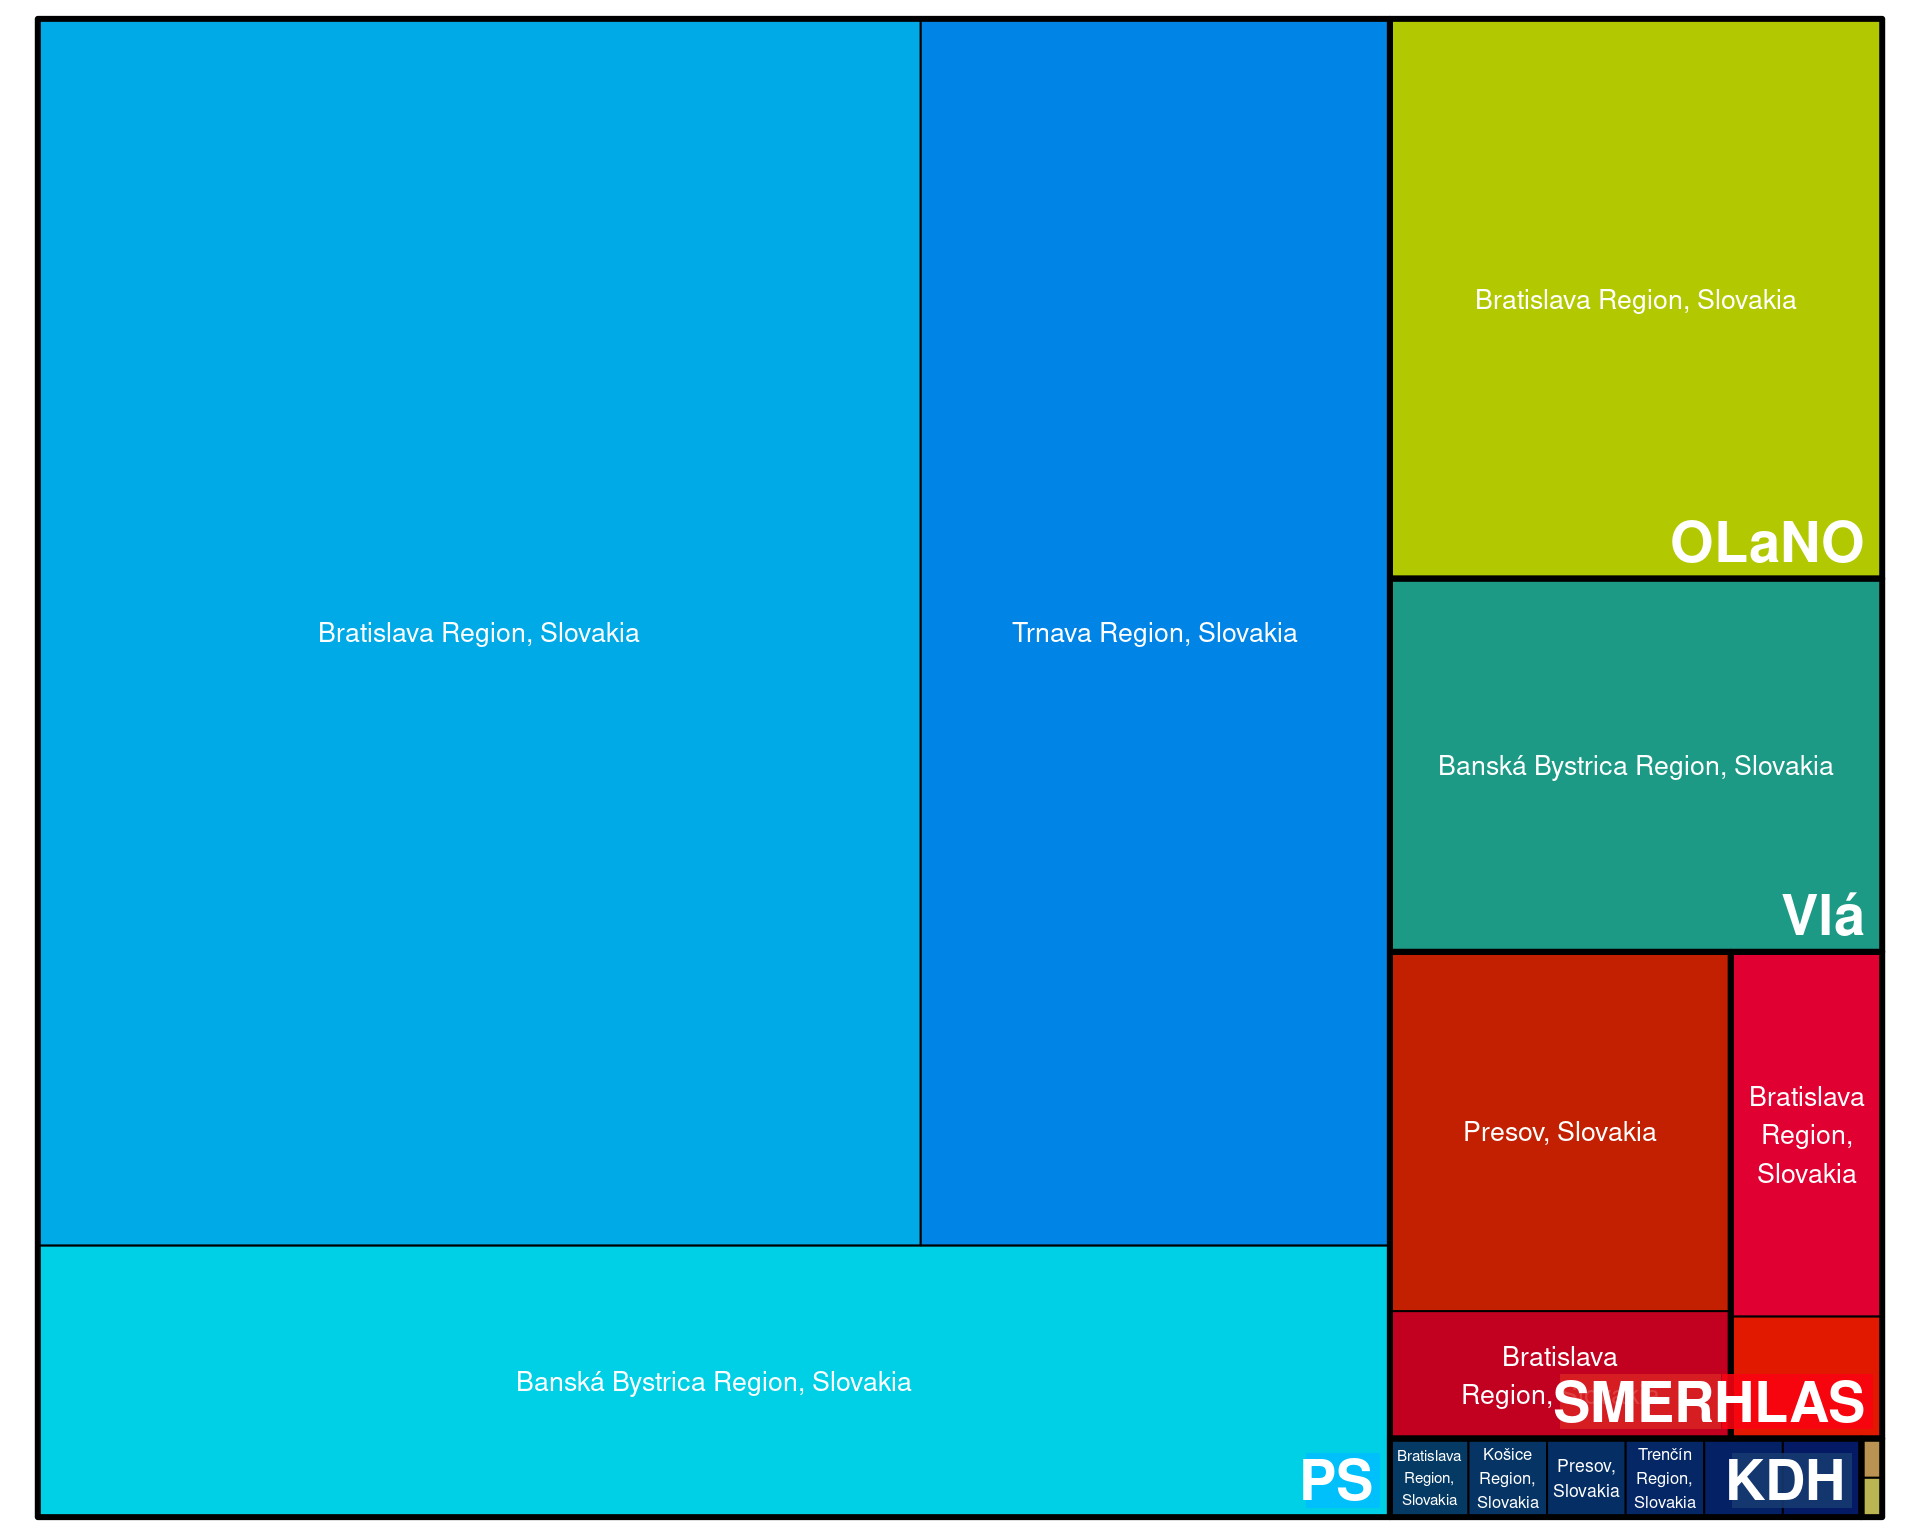 Bratislava Region, Slovakia
Trnava Region, Slovakia
Banská Bystrica Region, Slovakia
PS
Bratislava Region, Slovakia
OLaNO
Banská Bystrica Region, Slovakia
Vlá
Presov, Slovakia
Bratislava
Region,
Slovakia
Bratislava
Region,
SMER
HLAS
Bratislava
Region,
Slovakia
Košice
Region,
Slovakia
Presov,
Slovakia
Trenčín
Region,
Slovakia
KDH